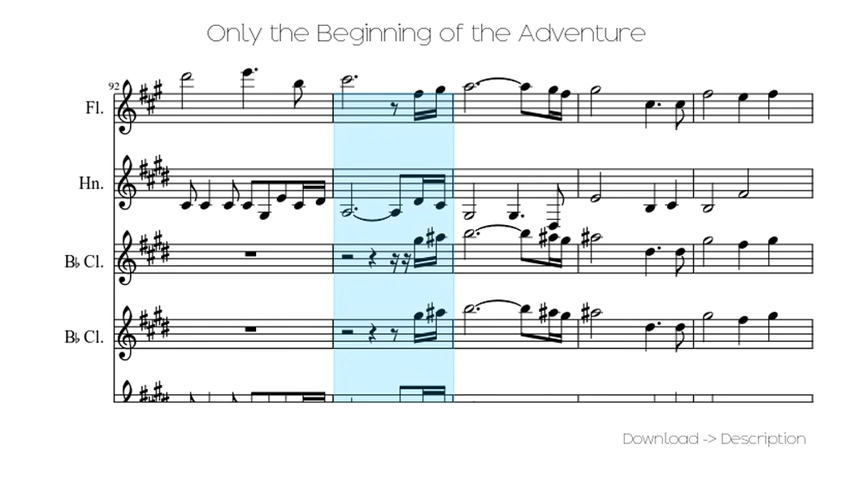 Only the Beginning of the Adventure
92
Fl.
Hn.
B♭ Cl.
B♭ Cl.
Download -> Description